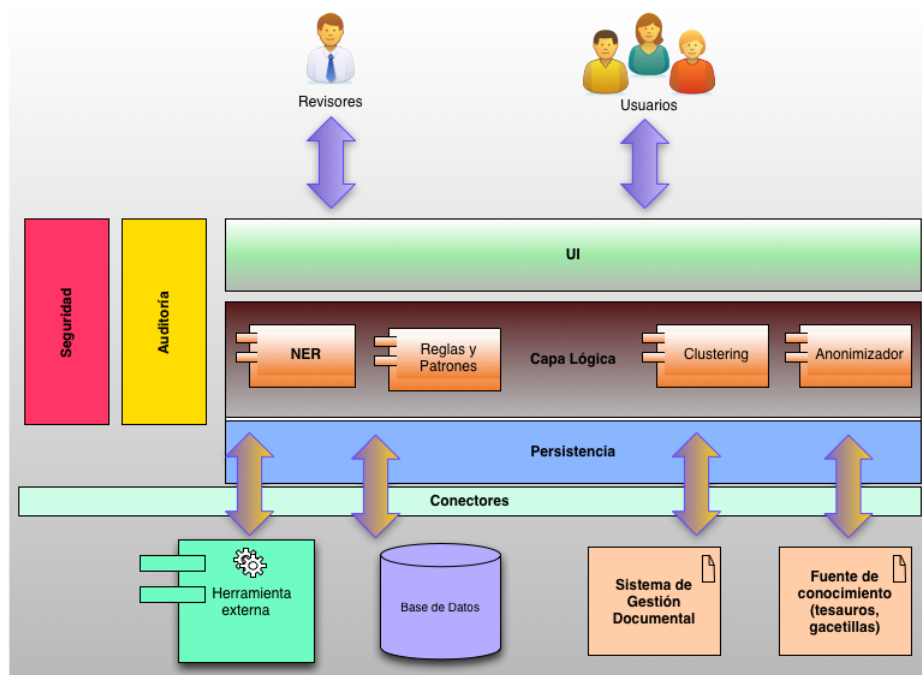 Revisores
Usuarios
Seguridad
Auditoría
UI
NER
Reglas y
Patrones
Capa Lógica
Clustering
Anonimizador
Persistencia
Conectores
Herramienta
externa
Base de Datos
Sistema de
Gestión
Documental
Fuente de
conocimiento
(tesauros,
gacetillas)